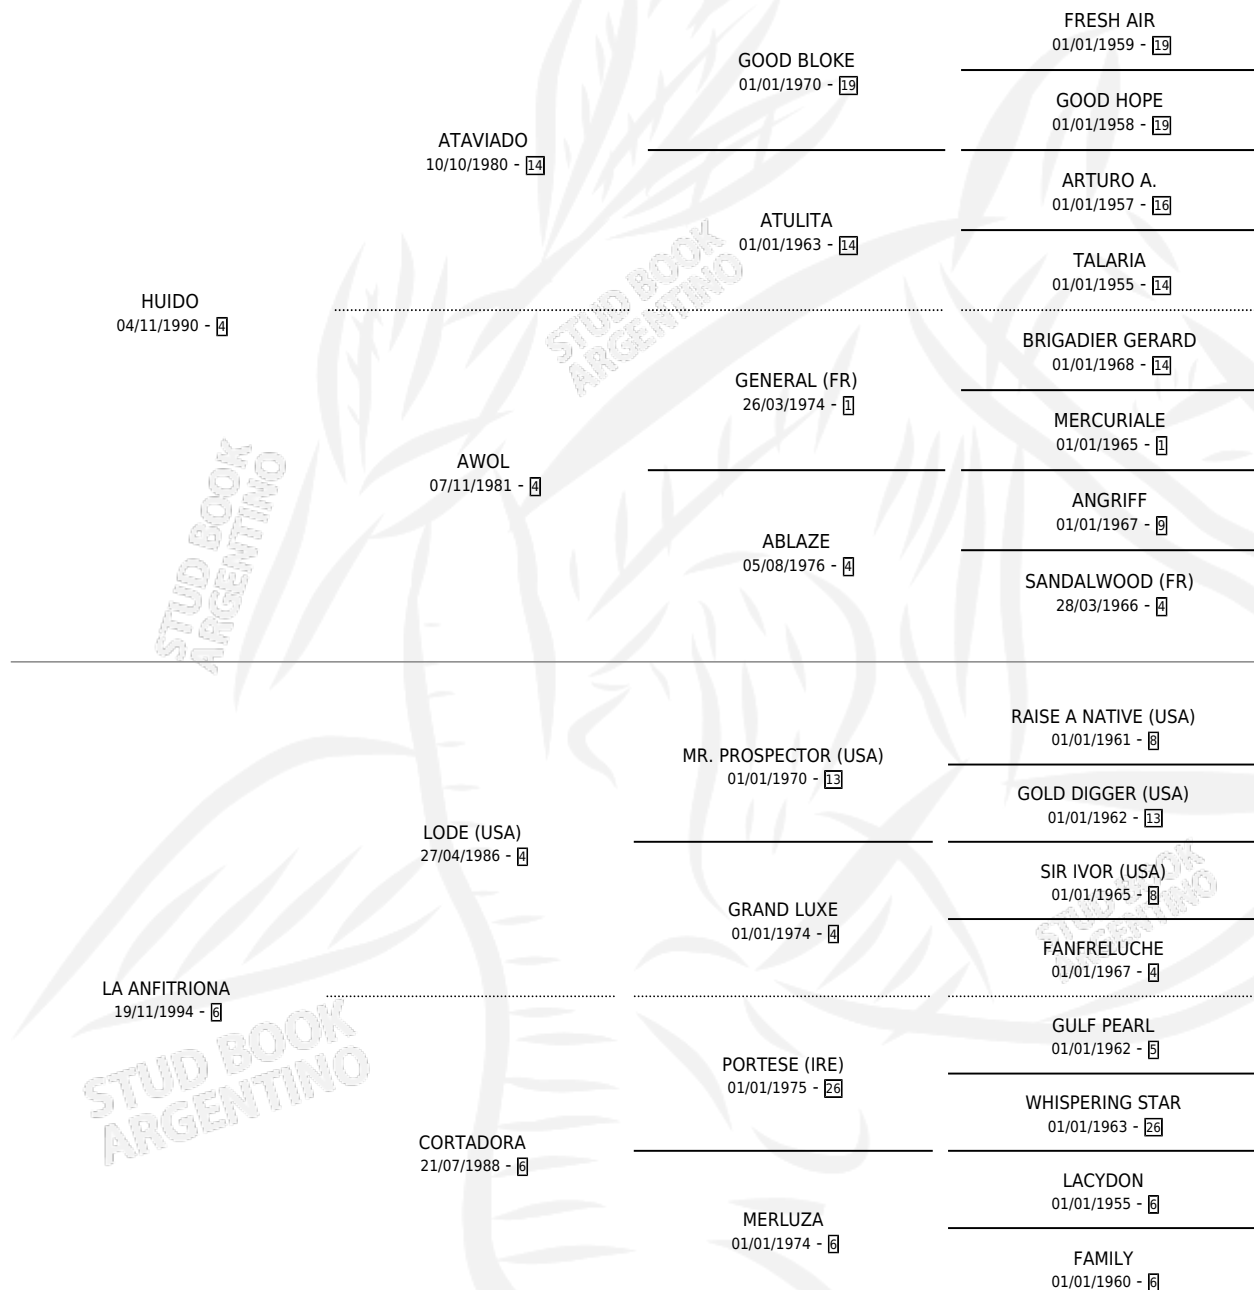 HUIDO
04/11/1990 - 4
ATAVIADO
10/10/1980 - 14
GOOD BLOKE
01/01/1970 - 19
FRESH AIR
01/01/1959 - 19
GOOD HOPE
01/01/1958 - 19
ATULITA
01/01/1963 - 14
ARTURO A.
01/01/1957 - 16
TALARIA
01/01/1955 - 14
AWOL
07/11/1981 - 4
GENERAL (FR)
26/03/1974 - 1
BRIGADIER GERARD
01/01/1968 - 14
MERCURIALE
01/01/1965 - 1
ABLAZE
05/08/1976 - 4
ANGRIFF
01/01/1967 - 9
SANDALWOOD (FR)
28/03/1966 - 4
LA ANFITRIONA
19/11/1994 - 6
LODE (USA)
27/04/1986 - 4
MR. PROSPECTOR (USA)
01/01/1970 - 13
RAISE A NATIVE (USA)
01/01/1961 - 8
GOLD DIGGER (USA)
01/01/1962 - 13
GRAND LUXE
01/01/1974 - 4
SIR IVOR (USA)
01/01/1965 - 8
FANFRELUCHE
01/01/1967 - 4
CORTADORA
21/07/1988 - 6
PORTESE (IRE)
01/01/1975 - 26
GULF PEARL
01/01/1962 - 5
WHISPERING STAR
01/01/1963 - 26
MERLUZA
01/01/1974 - 6
LACYDON
01/01/1955 - 6
FAMILY
01/01/1960 - 6
STUD BOOK
ARGENTINO
STUD BOOK
ARGENTINO
STUD BOOK
ARGENTINO
STUD BOOK
ARGENTINO